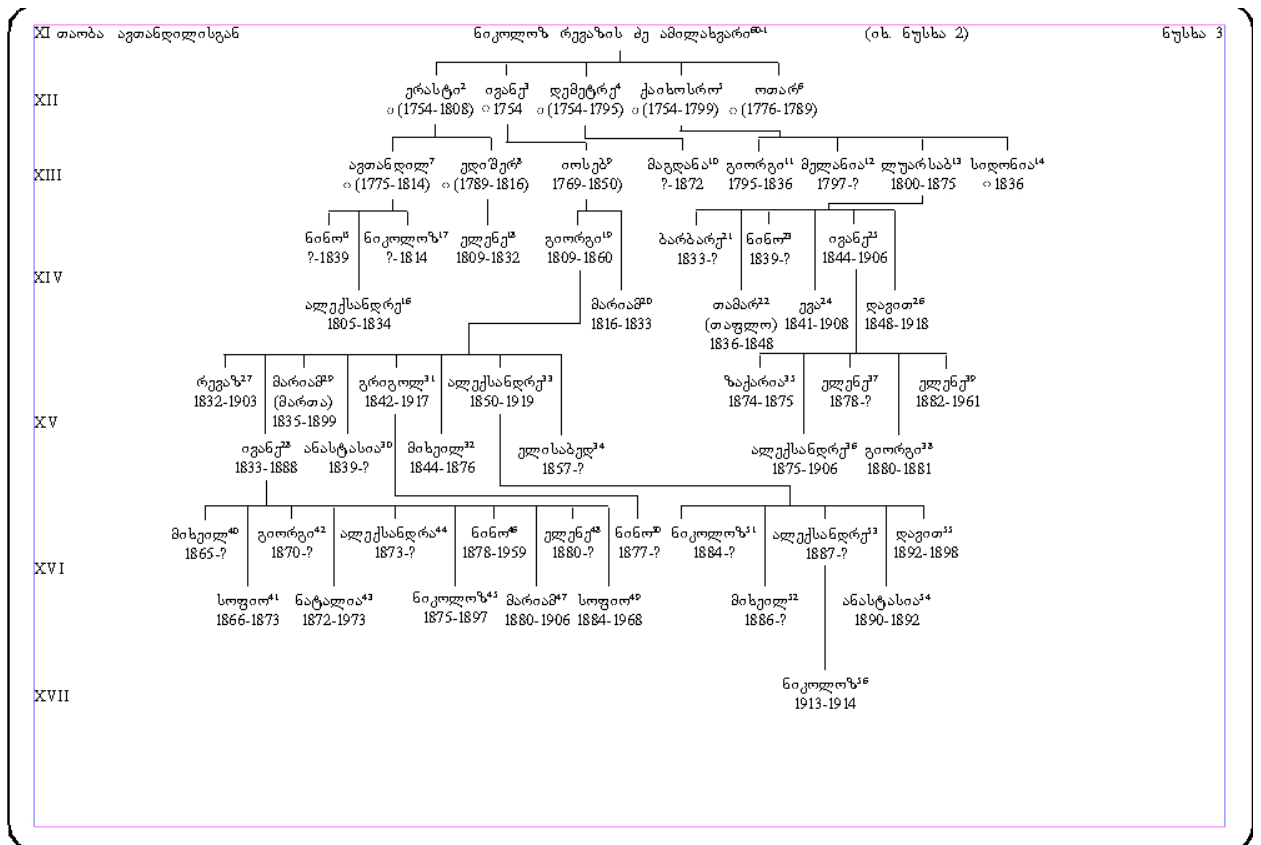 XI თაობა ავთანდილისგან ნიკოლოზ რევაზის ძე ამილახვარი⁶⁰⁻¹ (იხ. ნუსხა 2) ნუსხა 3
XII
ერასტი² ივანე³ დემეტრე⁴ ქაიხოსრო⁵ ოთარ⁶
○ (1754-1808) ○ 1754 ○ (1754-1795) ○ (1754-1799) ○ (1776-1789)
XIII
ავთანდილ⁷ ედიშერ⁸ იოსებ⁹ მაგდანა¹⁰ გიორგი¹¹ მელანია¹² ლუარსაბ¹³ სიდონია¹⁴
○ (1775-1814) ○ (1789-1816) 1769-1850) ?-1872 1795-1836 1797-? 1800-1875 ○ 1836
ნინო¹⁵ ნიკოლოზ¹⁷ ელენე¹⁸ გიორგი¹⁹ ბარბარე²¹ ნინო²³ ივანე²⁵
?-1839 ?-1814 1809-1832 1809-1860 1833-? 1839-? 1844-1906
XIV
ალექსანდრე¹⁶ მარიამ²⁰ თამარ²² ევა²⁴ დავით²⁶
1805-1834 1816-1833 (თაფლო) 1841-1908 1848-1918
1836-1848
რევაზ²⁷ მარიამ²⁹ გრიგოლ³¹ ალექსანდრე³³ ზაქარია³⁵ ელენე³⁷ ელენე³⁹
1832-1903 (მართა) 1842-1917 1850-1919 1874-1875 1878-? 1882-1961
1835-1899
XV
ივანე²⁸ ანასტასია³⁰ მიხეილ³² ელისაბედ³⁴ ალექსანდრე³⁶ გიორგი³⁸
1833-1888 1839-? 1844-1876 1857-? 1875-1906 1880-1881
მიხეილ⁴⁰ გიორგი⁴² ალექსანდრა⁴⁴ ნინო⁴⁶ ელენე⁴⁸ ნინო⁵⁰ ნიკოლოზ⁵¹ ალექსანდრე⁵³ დავით⁵⁵
1865-? 1870-? 1873-? 1878-1959 1880-? 1877-? 1884-? 1887-? 1892-1898
XVI
სოფიო⁴¹ ნატალია⁴³ ნიკოლოზ⁴⁵ მარიამ⁴⁷ სოფიო⁴⁹ მიხეილ⁵² ანასტასია⁵⁴
1866-1873 1872-1973 1875-1897 1880-1906 1884-1968 1886-? 1890-1892
XVII
ნიკოლოზ⁵⁶
1913-1914